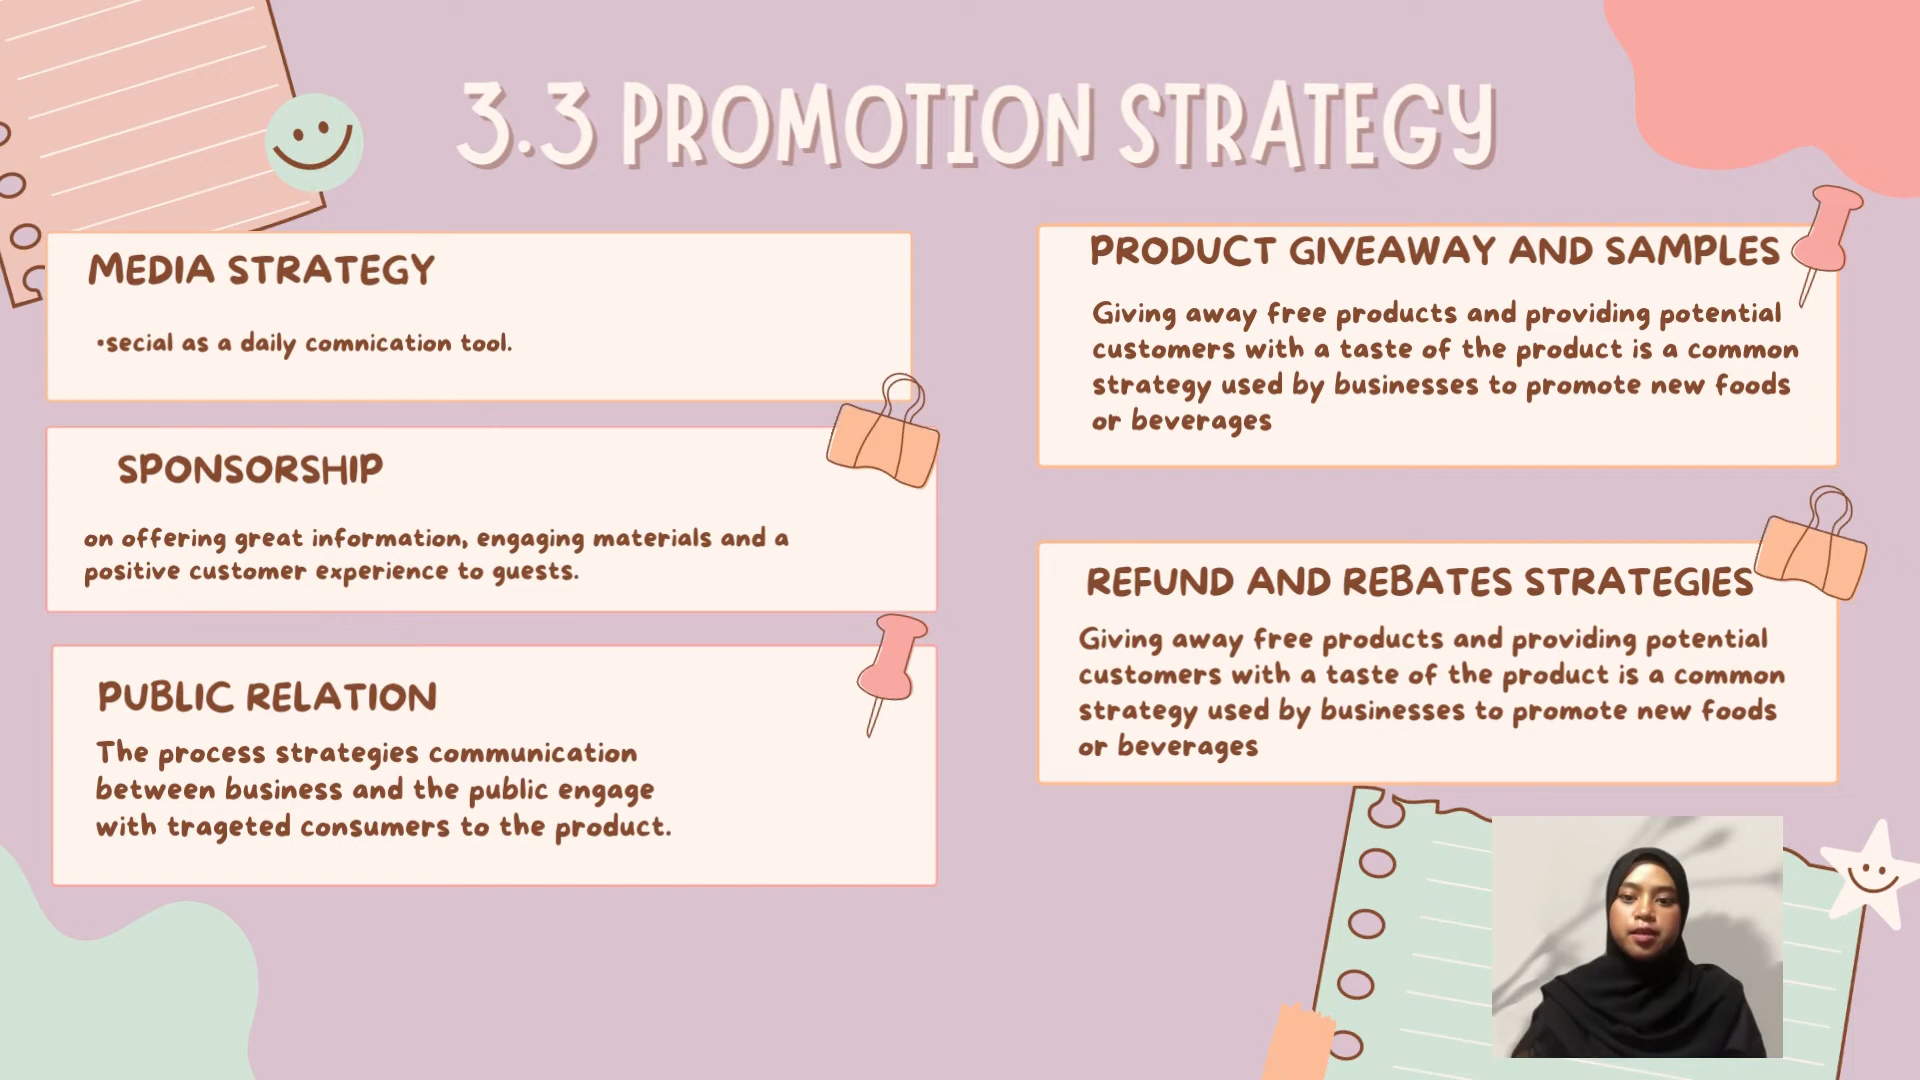 3.3 PROMOTION STRATEGY
MEDIA STRATEGY
•secial as a daily comnication tool.
SPONSORSHIP
on offering great information, engaging materials and a
positive customer experience to guests.
PUBLIC RELATION
The process strategies communication
between business and the public engage
with trageted consumers to the product.
PRODUCT GIVEAWAY AND SAMPLES
Giving away free products and providing potential
customers with a taste of the product is a common
strategy used by businesses to promote new foods
or beverages
REFUND AND REBATES STRATEGIES
Giving away free products and providing potential
customers with a taste of the product is a common
strategy used by businesses to promote new foods
or beverages